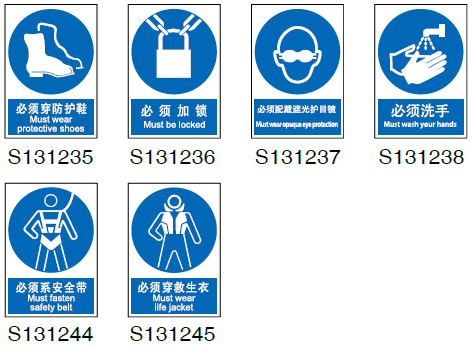 必须穿防护鞋
Must wear
protective shoes
S131235
必须加锁
Must be locked
S131236
必须配戴遮光护目镜
Must wear opaque eye protection
S131237
必须洗手
Must wash your hands
S131238
必须系安全带
Must fasten
safety belt
S131244
必须穿救生衣
Must wear
life jacket
S131245